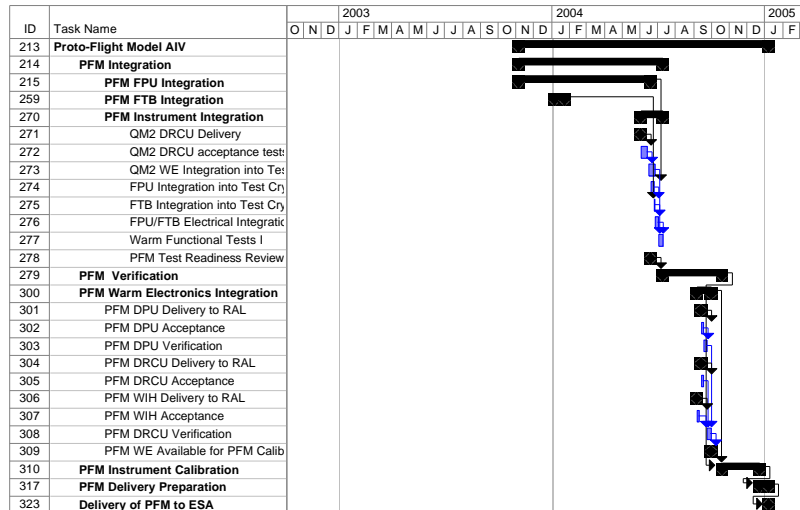 2003 2004 2005
ID Task Name O N D J F M A M J J A S O N D J F M A M J J A S O N D J F
213 Proto-Flight Model AIV
214 PFM Integration
215 PFM FPU Integration
259 PFM FTB Integration
270 PFM Instrument Integration
271 QM2 DRCU Delivery
272 QM2 DRCU acceptance tests
273 QM2 WE Integration into Tes
274 FPU Integration into Test Cry
275 FTB Integration into Test Cry
276 FPU/FTB Electrical Integratic
277 Warm Functional Tests I
278 PFM Test Readiness Review
279 PFM Verification
300 PFM Warm Electronics Integration
301 PFM DPU Delivery to RAL
302 PFM DPU Acceptance
303 PFM DPU Verification
304 PFM DRCU Delivery to RAL
305 PFM DRCU Acceptance
306 PFM WIH Delivery to RAL
307 PFM WIH Acceptance
308 PFM DRCU Verification
309 PFM WE Available for PFM Calib
310 PFM Instrument Calibration
317 PFM Delivery Preparation
323 Delivery of PFM to ESA